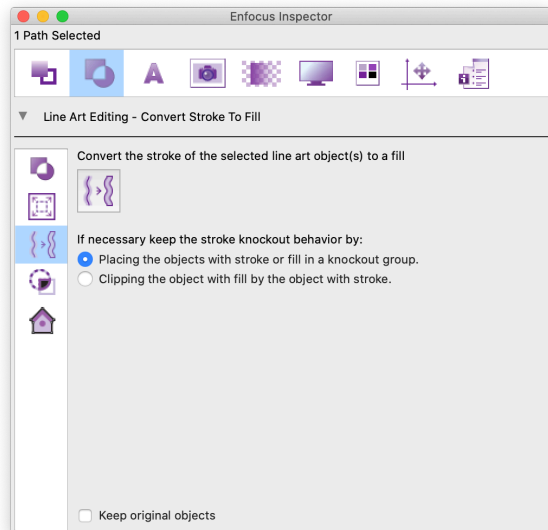 Enfocus Inspector
1 Path Selected
Line Art Editing - Convert Stroke To Fill
Convert the stroke of the selected line art object(s) to a fill
If necessary keep the stroke knockout behavior by:
Placing the objects with stroke or fill in a knockout group.
Clipping the object with fill by the object with stroke.
Keep original objects